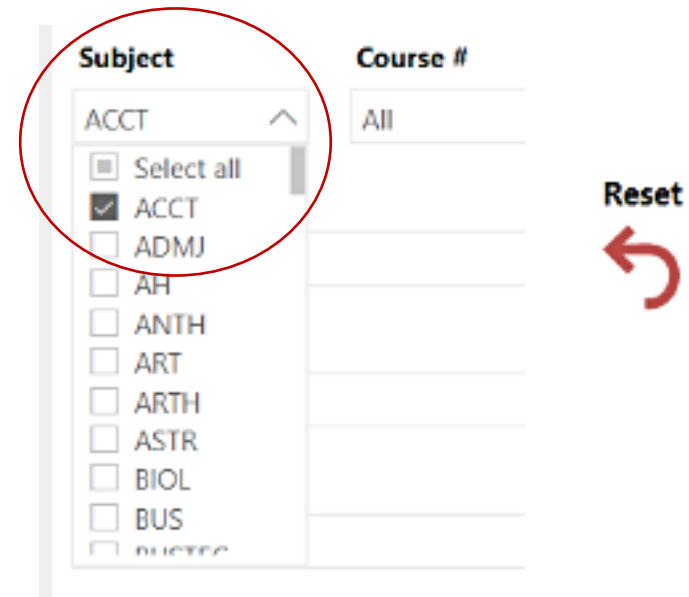 Subject
Course #
ACCT
All
Select all
ACCT
ADMJ
AH
ANTH
ART
ARTH
ASTR
BIOL
BUS
Reset